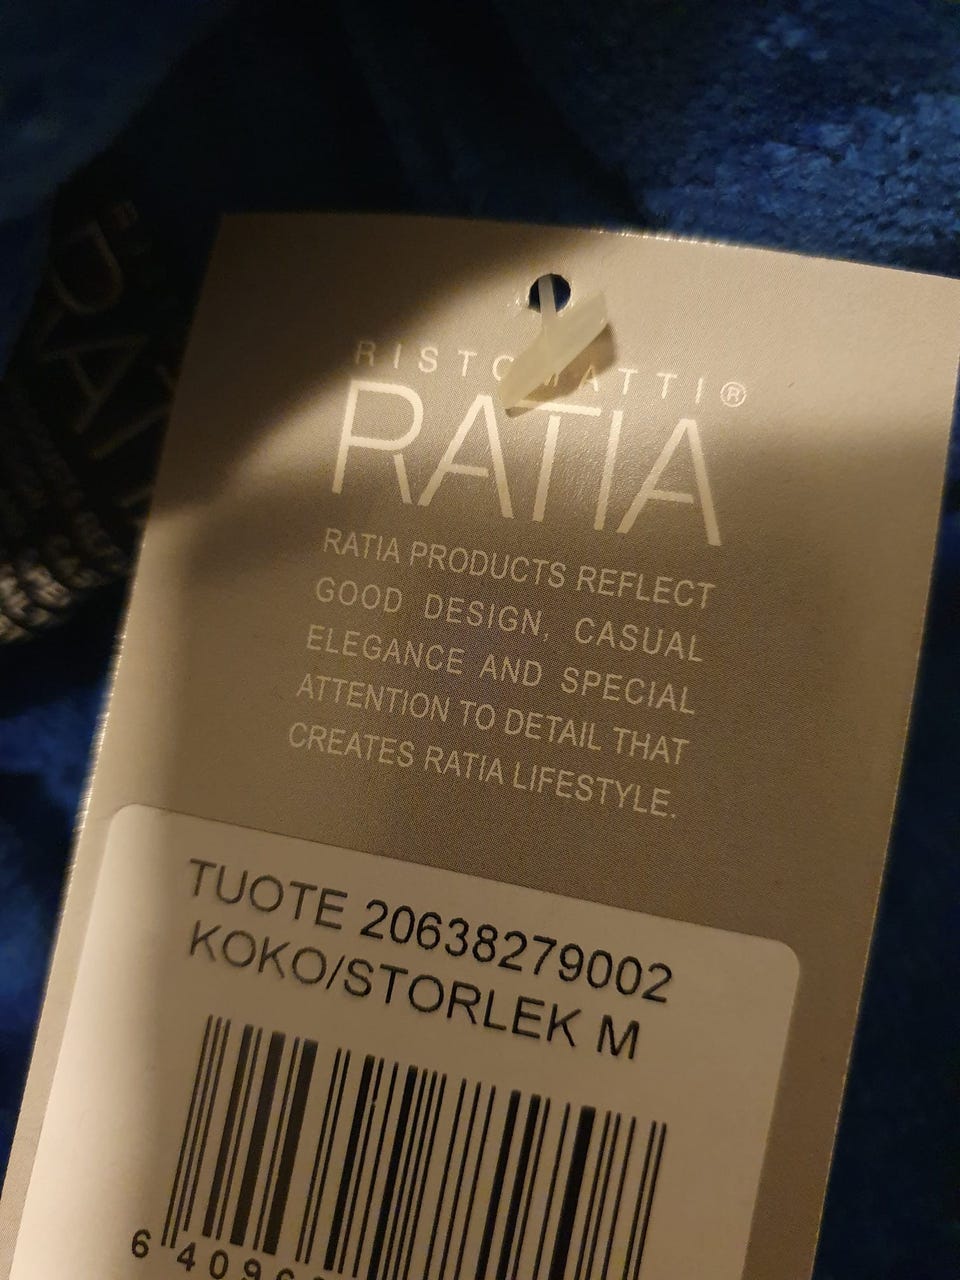 RISTOMATTI®
RATIA
RATIA PRODUCTS REFLECT
GOOD DESIGN, CASUAL
ELEGANCE AND SPECIAL
ATTENTION TO DETAIL THAT
CREATES RATIA LIFESTYLE.
TUOTE 20638279002
KOKO/STORLEK M